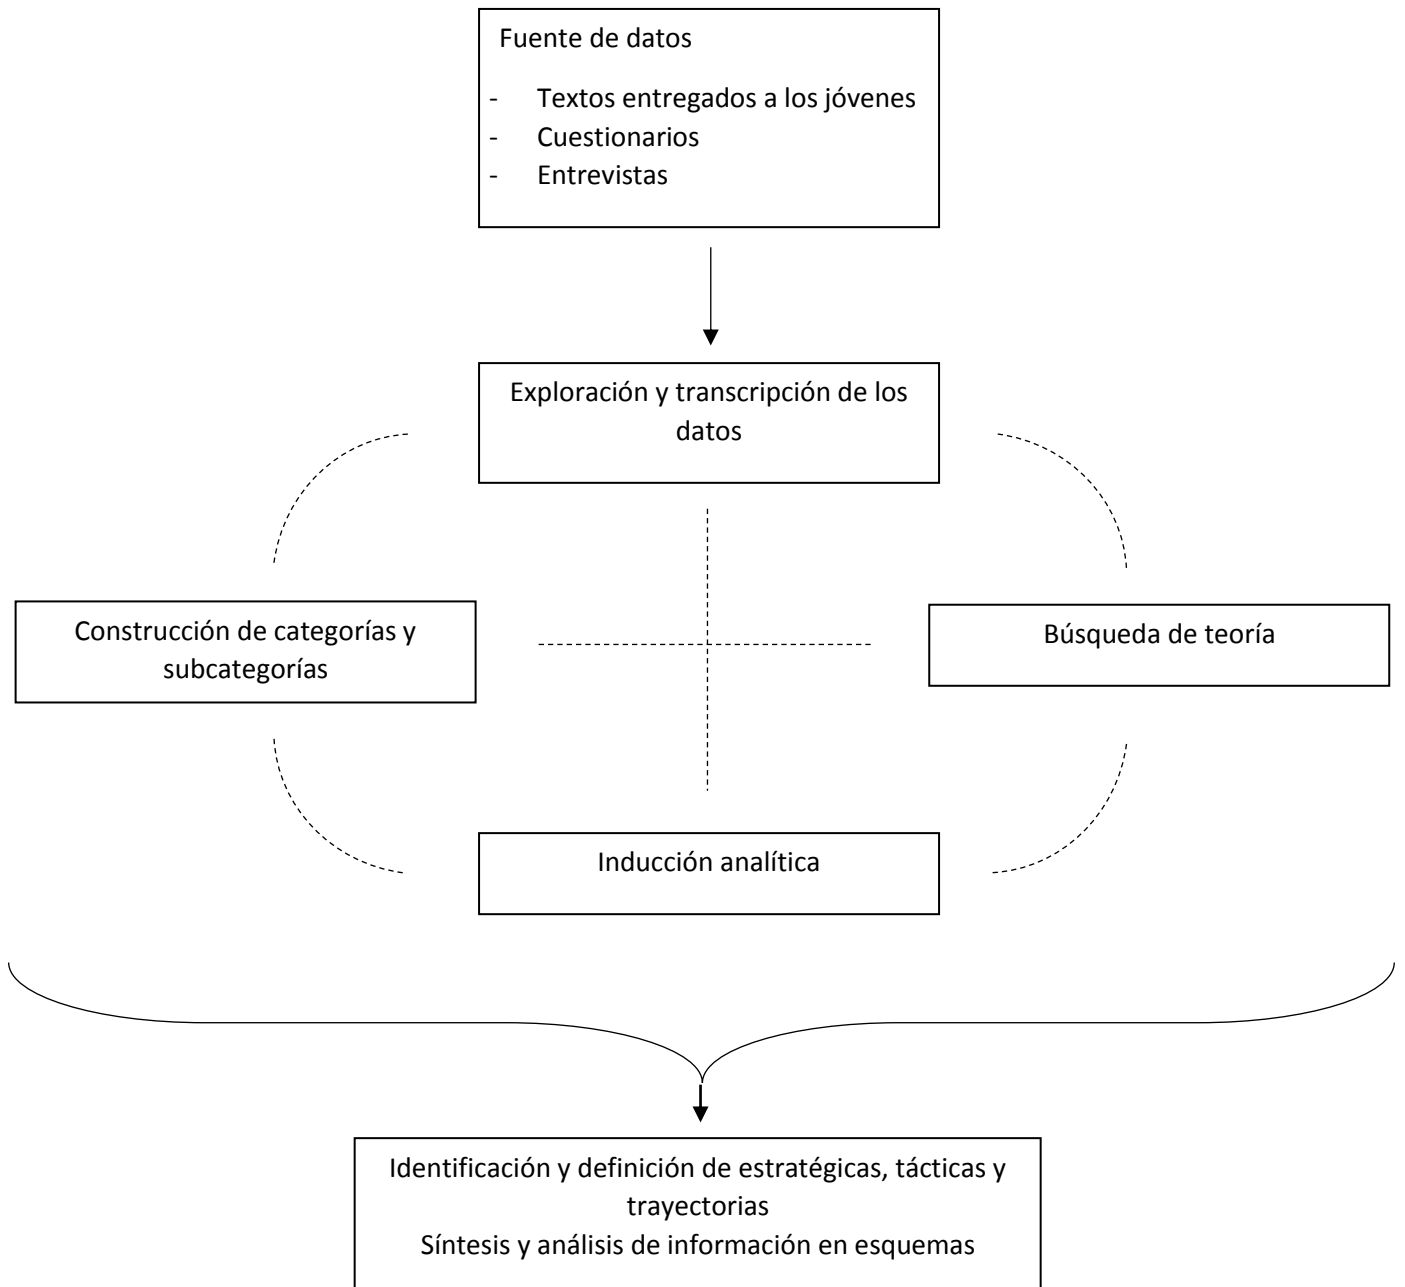 Fuente de datos
- Textos entregados a los jóvenes
- Cuestionarios
- Entrevistas
Exploración y transcripción de los
datos
Construcción de categorías y
subcategorías
Búsqueda de teoría
Inducción analítica
Identificación y definición de estratégicas, tácticas y
trayectorias
Síntesis y análisis de información en esquemas